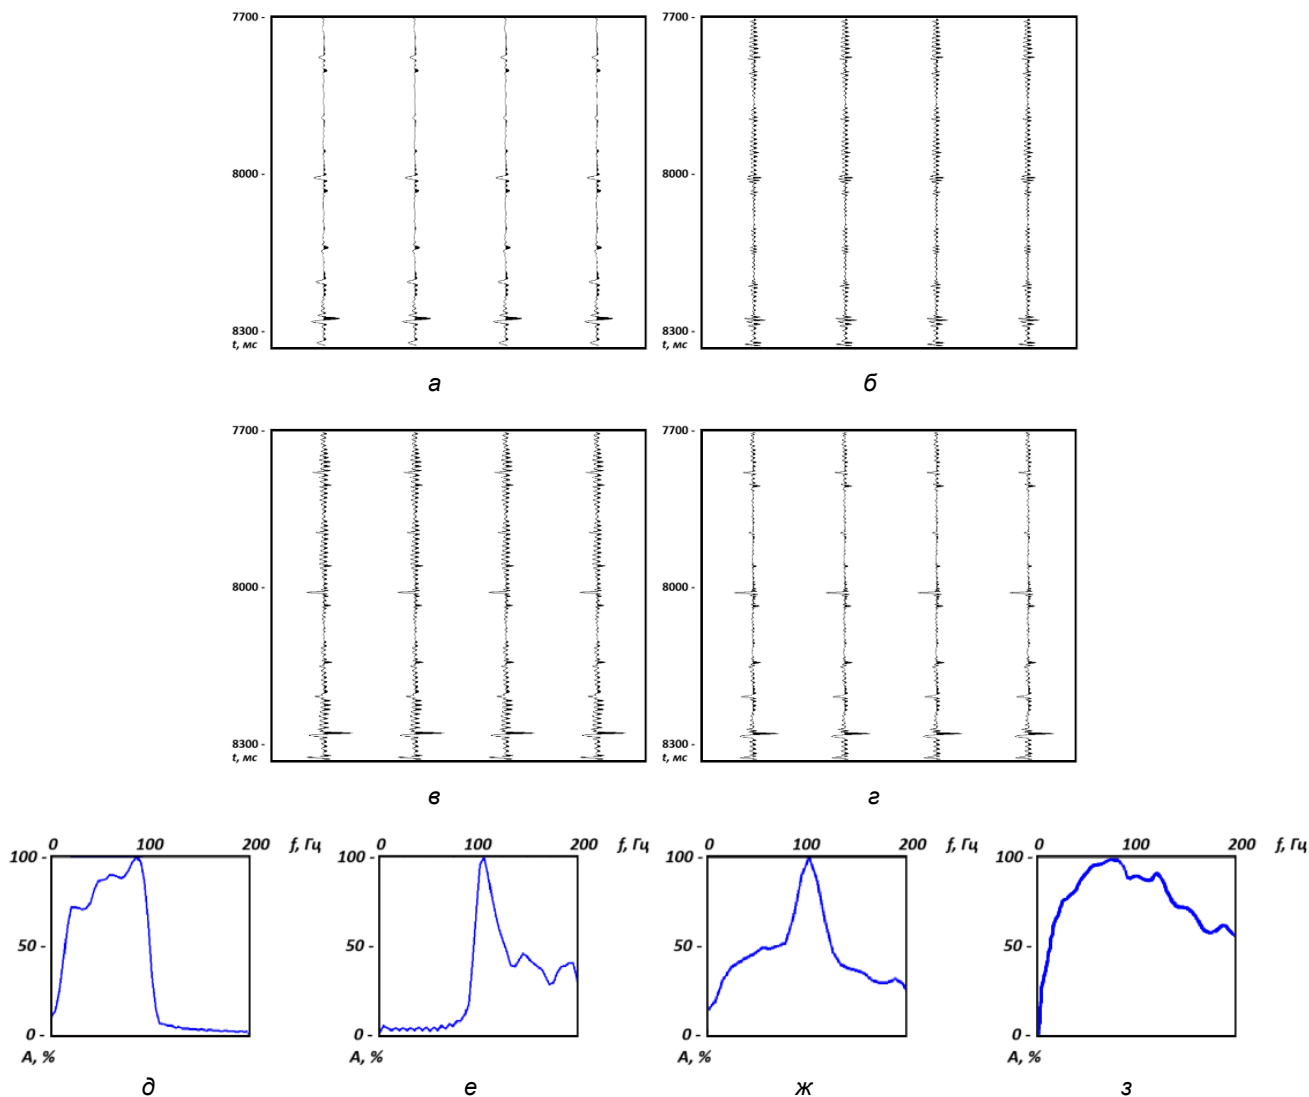 7700 - 7700 -
8000 - 8000 -
8300 - 8300 -
t, мс t, мс
а б
7700 - 7700 -
8000 - 8000 -
8300 - 8300 -
t, мс t, мс
в г
0 100 200 f, Гц 0 100 200 f, Гц 0 100 200 f, Гц 0 100 200 f, Гц
100 - 100 - 100 - 100 -
50 - 50 - 50 - 50 -
0 - 0 - 0 - 0 -
A, % A, % A, % A, %
д е ж з